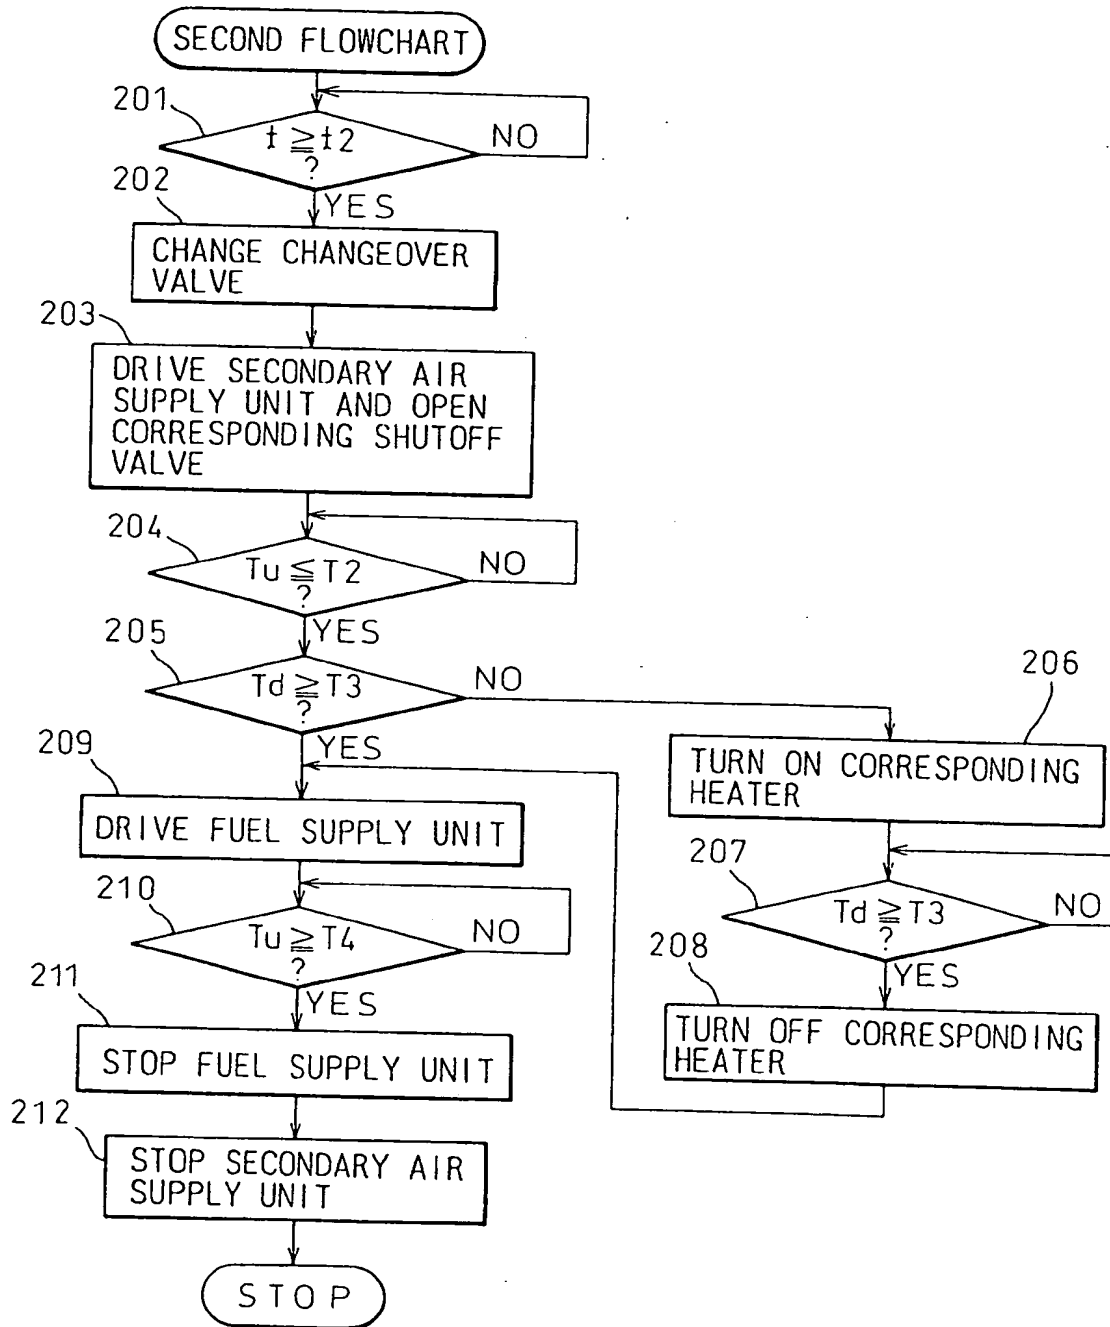 SECOND FLOWCHART
201
t ≧ t2
?
NO
YES
202
CHANGE CHANGEOVER
VALVE
203
DRIVE SECONDARY AIR
SUPPLY UNIT AND OPEN
CORRESPONDING SHUTOFF
VALVE
204
Tu ≦ T2
?
NO
YES
205
Td ≧ T3
?
NO
YES
206
TURN ON CORRESPONDING
HEATER
207
Td ≧ T3
?
NO
YES
208
TURN OFF CORRESPONDING
HEATER
209
DRIVE FUEL SUPPLY UNIT
210
Tu ≧ T4
?
NO
YES
211
STOP FUEL SUPPLY UNIT
212
STOP SECONDARY AIR
SUPPLY UNIT
STOP